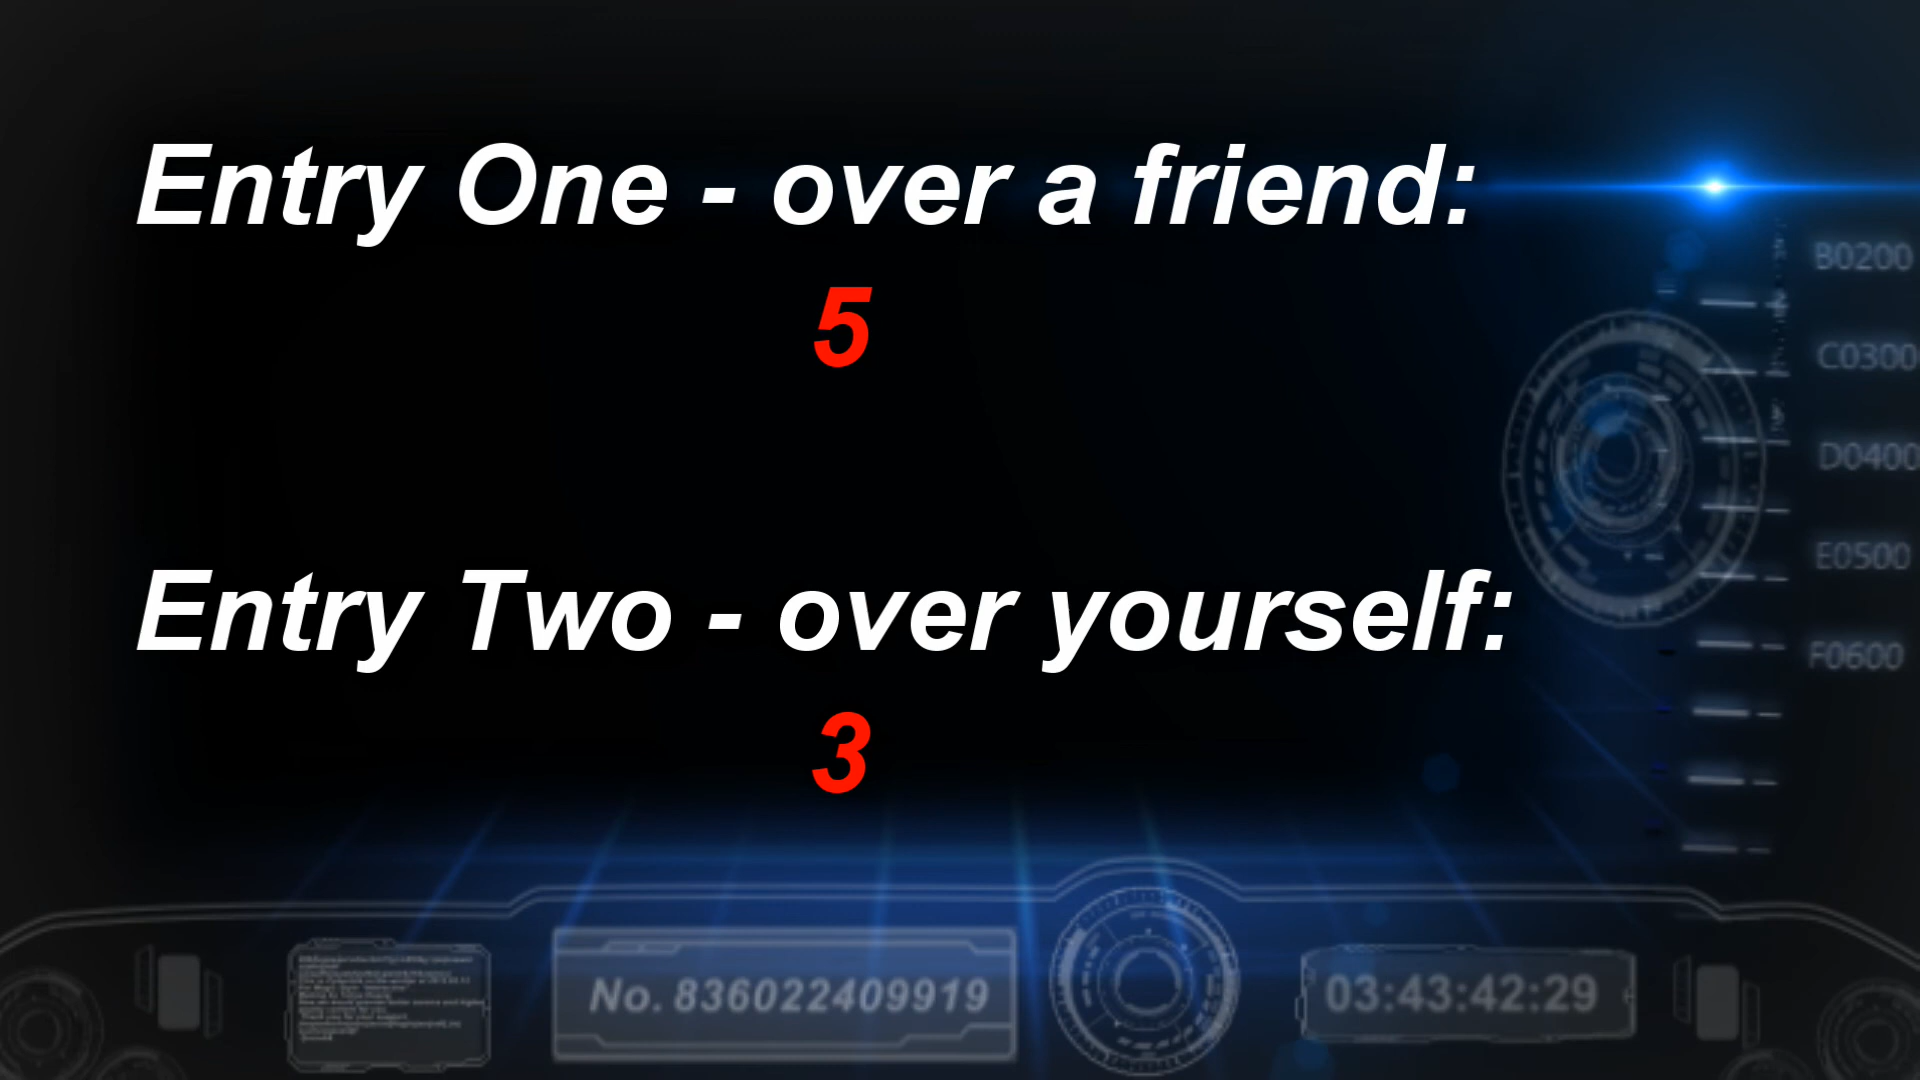 Entry One - over a friend:
5
Entry Two - over yourself:
3
B0200
C0300
D0400
E0500
F0600
No. 836022409919
03:43:42:29